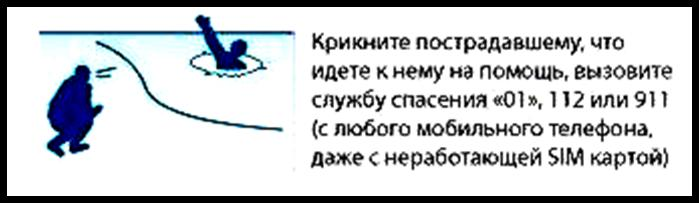 Крикните пострадавшему, что
идете к нему на помощь, вызовите
службу спасения «01», 112 или 911
(с любого мобильного телефона,
даже с неработающей SIM картой)